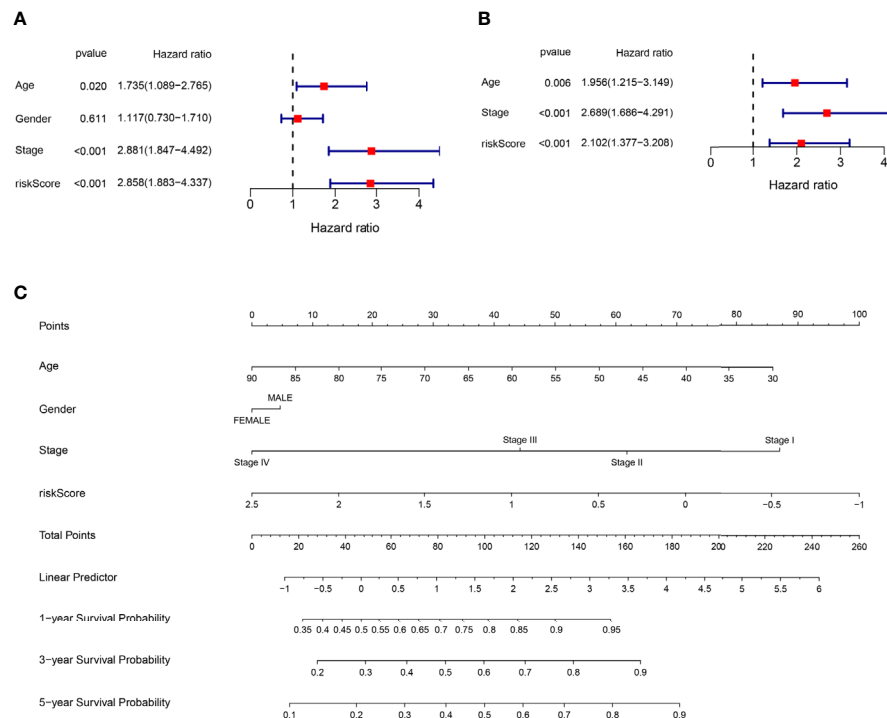 A
pvalue Hazard ratio
Age 0.020 1.735(1.089−2.765)
Gender 0.611 1.117(0.730−1.710)
Stage <0.001 2.881(1.847−4.492)
riskScore <0.001 2.858(1.883−4.337)
0 1 2 3 4
Hazard ratio
B
pvalue Hazard ratio
Age 0.006 1.956(1.215−3.149)
Stage <0.001 2.689(1.686−4.291)
riskScore <0.001 2.102(1.377−3.208)
0 1 2 3 4
Hazard ratio
C
0 10 20 30 40 50 60 70 80 90 100
Points
Age
90 85 80 75 70 65 60 55 50 45 40 35 30
MALE
Gender
FEMALE
Stage III Stage I
Stage
Stage IV Stage II
riskScore
2.5 2 1.5 1 0.5 0 −0.5 −1
Total Points
0 20 40 60 80 100 120 140 160 180 200 220 240 260
Linear Predictor
−1 −0.5 0 0.5 1 1.5 2 2.5 3 3.5 4 4.5 5 5.5 6
1−year Survival Probability
0.35 0.4 0.45 0.5 0.55 0.6 0.65 0.7 0.75 0.8 0.85 0.9 0.95
3−year Survival Probability
0.2 0.3 0.4 0.5 0.6 0.7 0.8 0.9
5−year Survival Probability
0.1 0.2 0.3 0.4 0.5 0.6 0.7 0.8 0.9